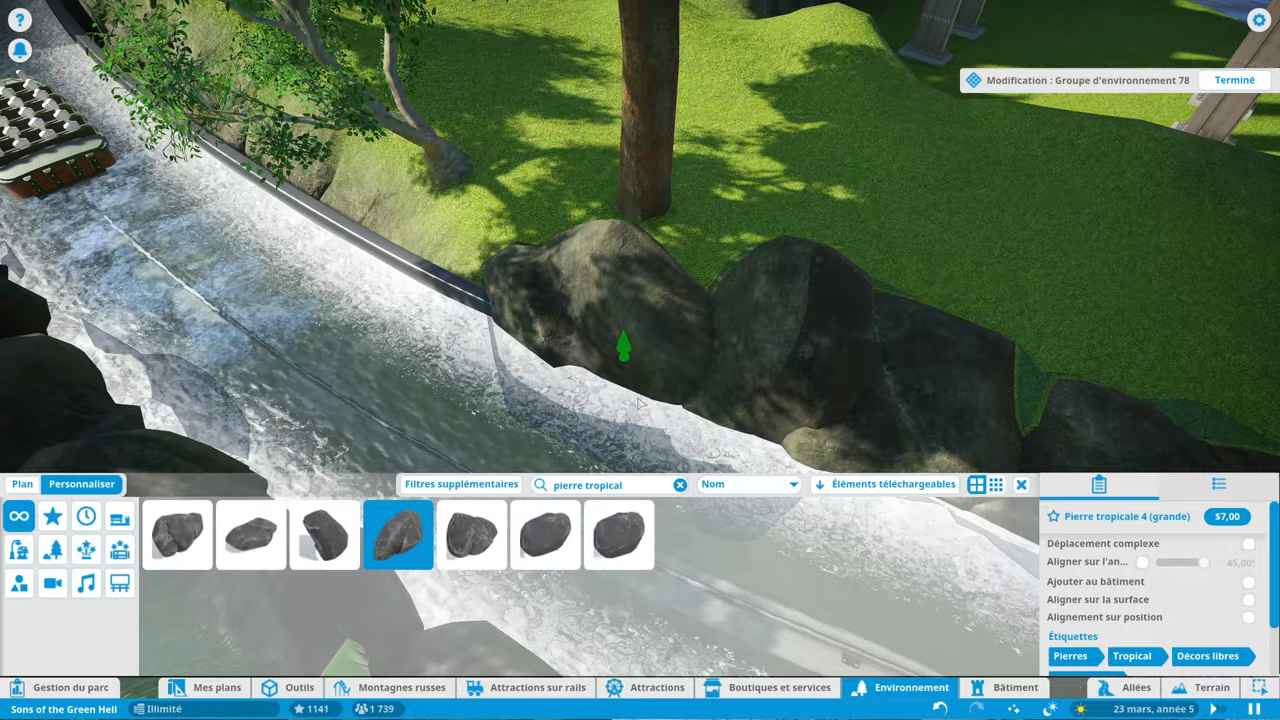 Modification : Groupe d'environnement 78
Terminé
Plan
Personnaliser
Filtres supplémentaires
pierre tropical
Nom
Éléments téléchargeables
Pierre tropicale 4 (grande)
$7,00
Déplacement complexe
Aligner sur l'an...
45,00°
Ajouter au bâtiment
Aligner sur la surface
Alignement sur position
Étiquettes
Pierres
Tropical
Décors libres
Gestion du parc
Mes plans
Outils
Montagnes russes
Attractions sur rails
Attractions
Boutiques et services
Environnement
Bâtiment
Allées
Terrain
Sons of the Green Hell
Illimité
1141
1 739
23 mars, année 5